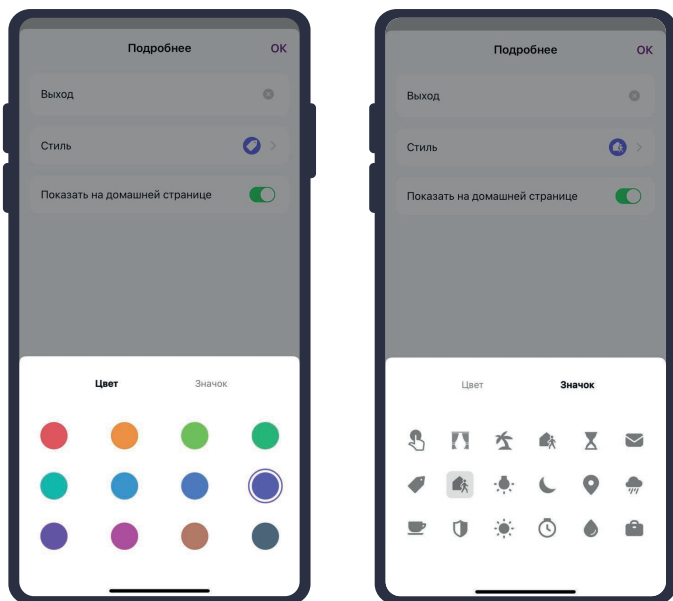 Подробнее
OK
Выход
Стиль
Показать на домашней странице
Цвет
Значок
Подробнее
OK
Выход
Стиль
Показать на домашней странице
Цвет
Значок